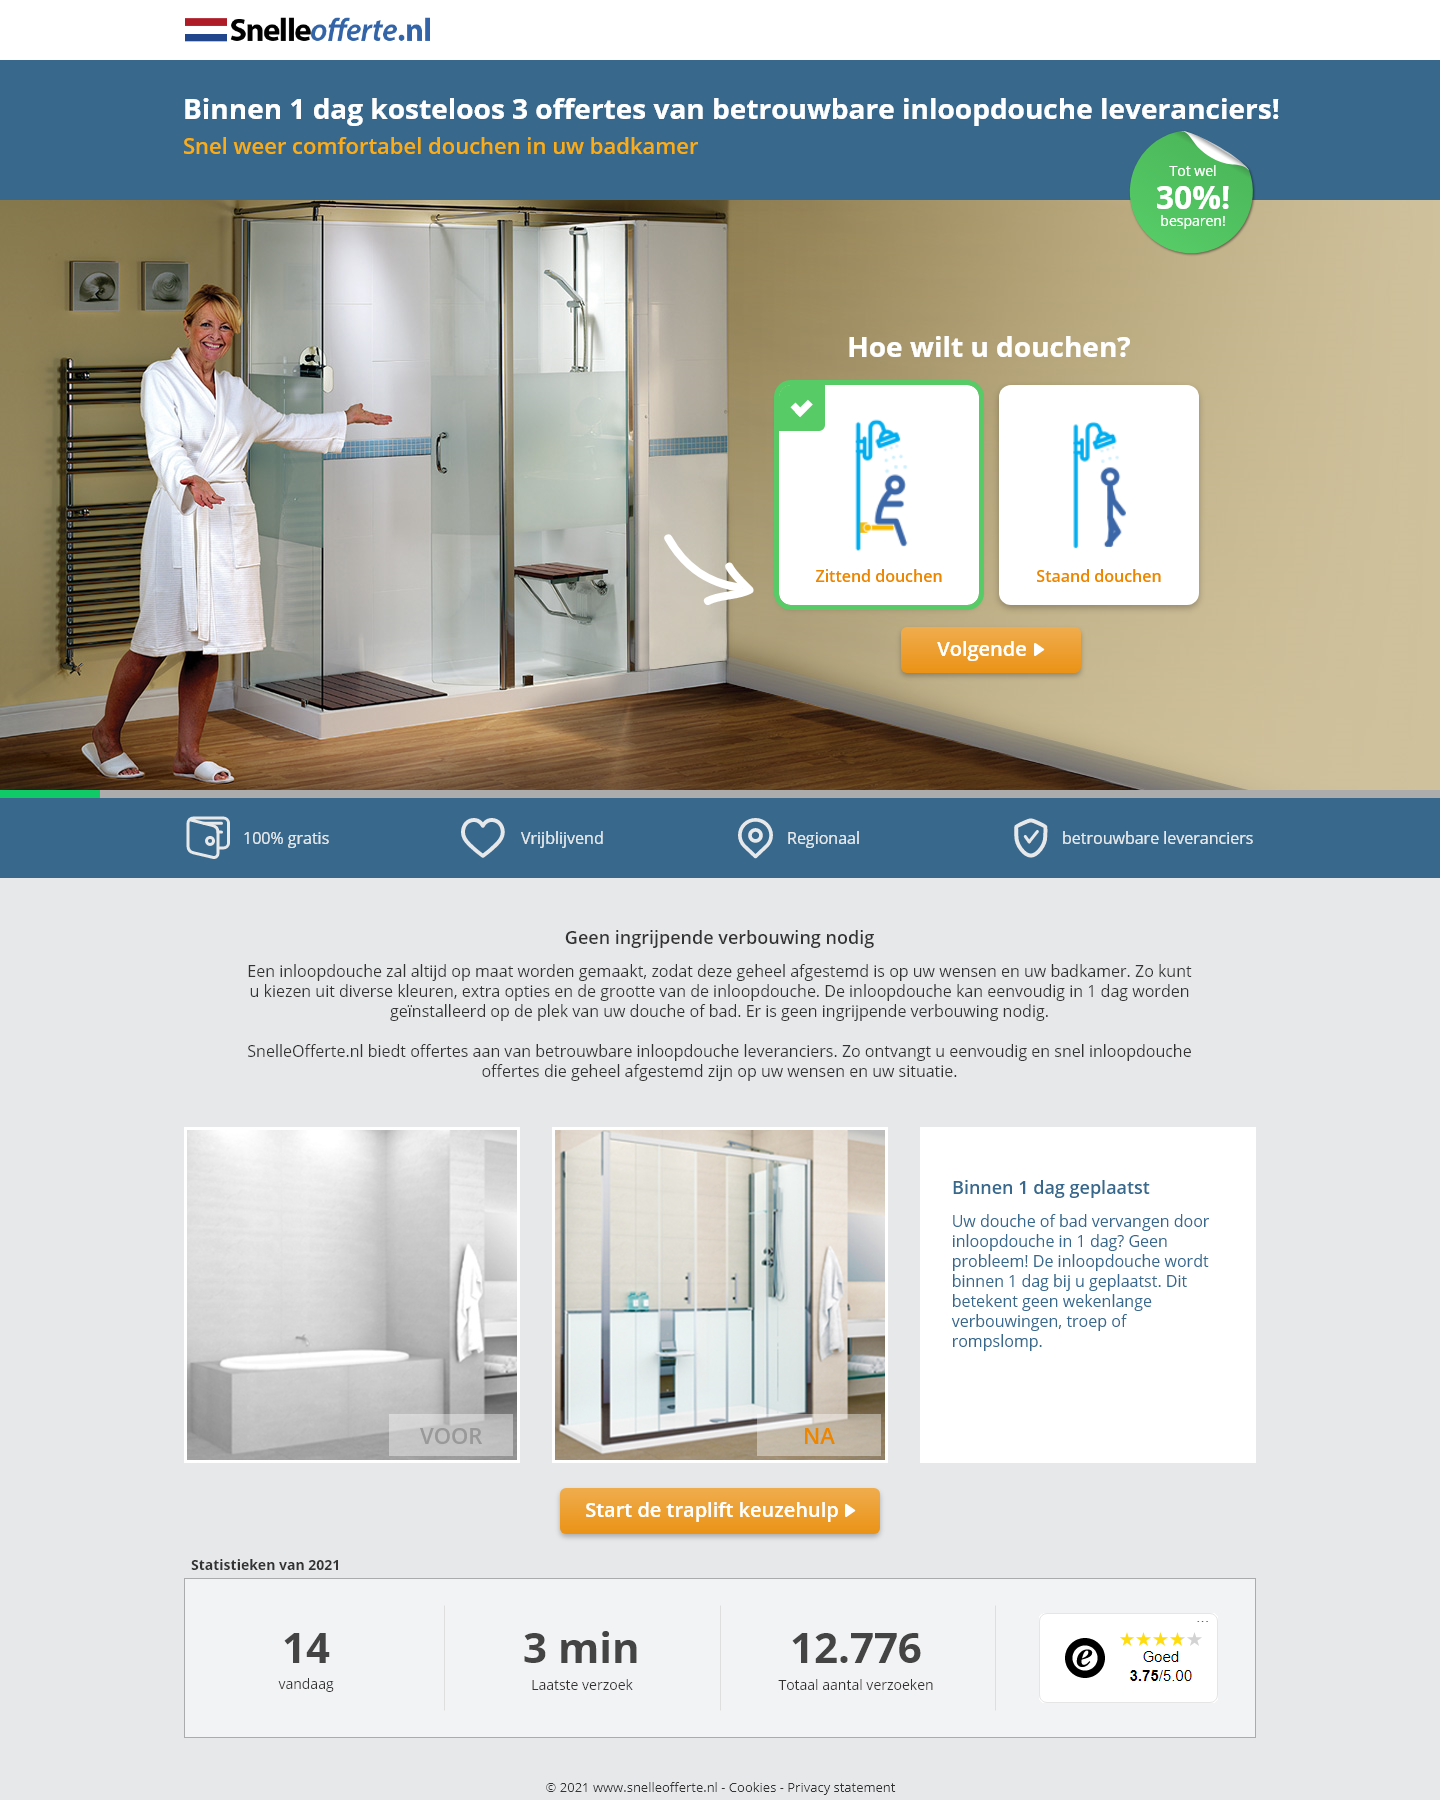 Snelleofferte.nl
Binnen 1 dag kosteloos 3 offertes van betrouwbare inloopdouche leveranciers!
Snel weer comfortabel douchen in uw badkamer
Tot wel
30%!
besparen!
Hoe wilt u douchen?
Zittend douchen
Staand douchen
Volgende
100% gratis
Vrijblijvend
Regionaal
betrouwbare leveranciers
Geen ingrijpende verbouwing nodig
Een inloopdouche zal altijd op maat worden gemaakt, zodat deze geheel afgestemd is op uw wensen en uw badkamer. Zo kunt
u kiezen uit diverse kleuren, extra opties en de grootte van de inloopdouche. De inloopdouche kan eenvoudig in 1 dag worden
geïnstalleerd op de plek van uw douche of bad. Er is geen ingrijpende verbouwing nodig.
SnelleOfferte.nl biedt offertes aan van betrouwbare inloopdouche leveranciers. Zo ontvangt u eenvoudig en snel inloopdouche
offertes die geheel afgestemd zijn op uw wensen en uw situatie.
VOOR
NA
Binnen 1 dag geplaatst
Uw douche of bad vervangen door
inloopdouche in 1 dag? Geen
probleem! De inloopdouche wordt
binnen 1 dag bij u geplaatst. Dit
betekent geen wekenlange
verbouwingen, troep of
rompslomp.
Start de traplift keuzehulp
Statistieken van 2021
14
vandaag
3 min
Laatste verzoek
12.776
Totaal aantal verzoeken
...
e
Goed
3.75/5.00
© 2021 www.snelleofferte.nl - Cookies - Privacy statement